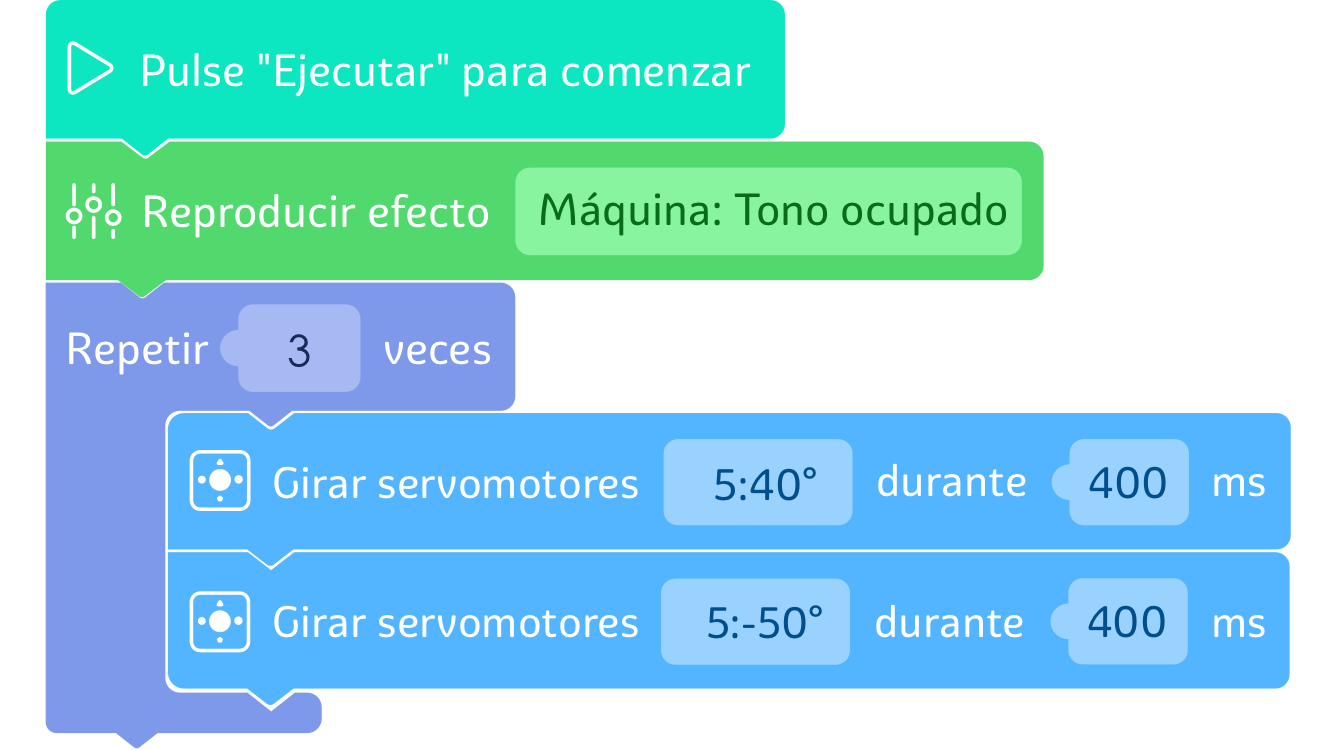 Pulse "Ejecutar" para comenzar
Reproducir efecto Máquina: Tono ocupado
Repetir 3 veces
Girar servomotores 5:40° durante 400 ms
Girar servomotores 5:-50° durante 400 ms